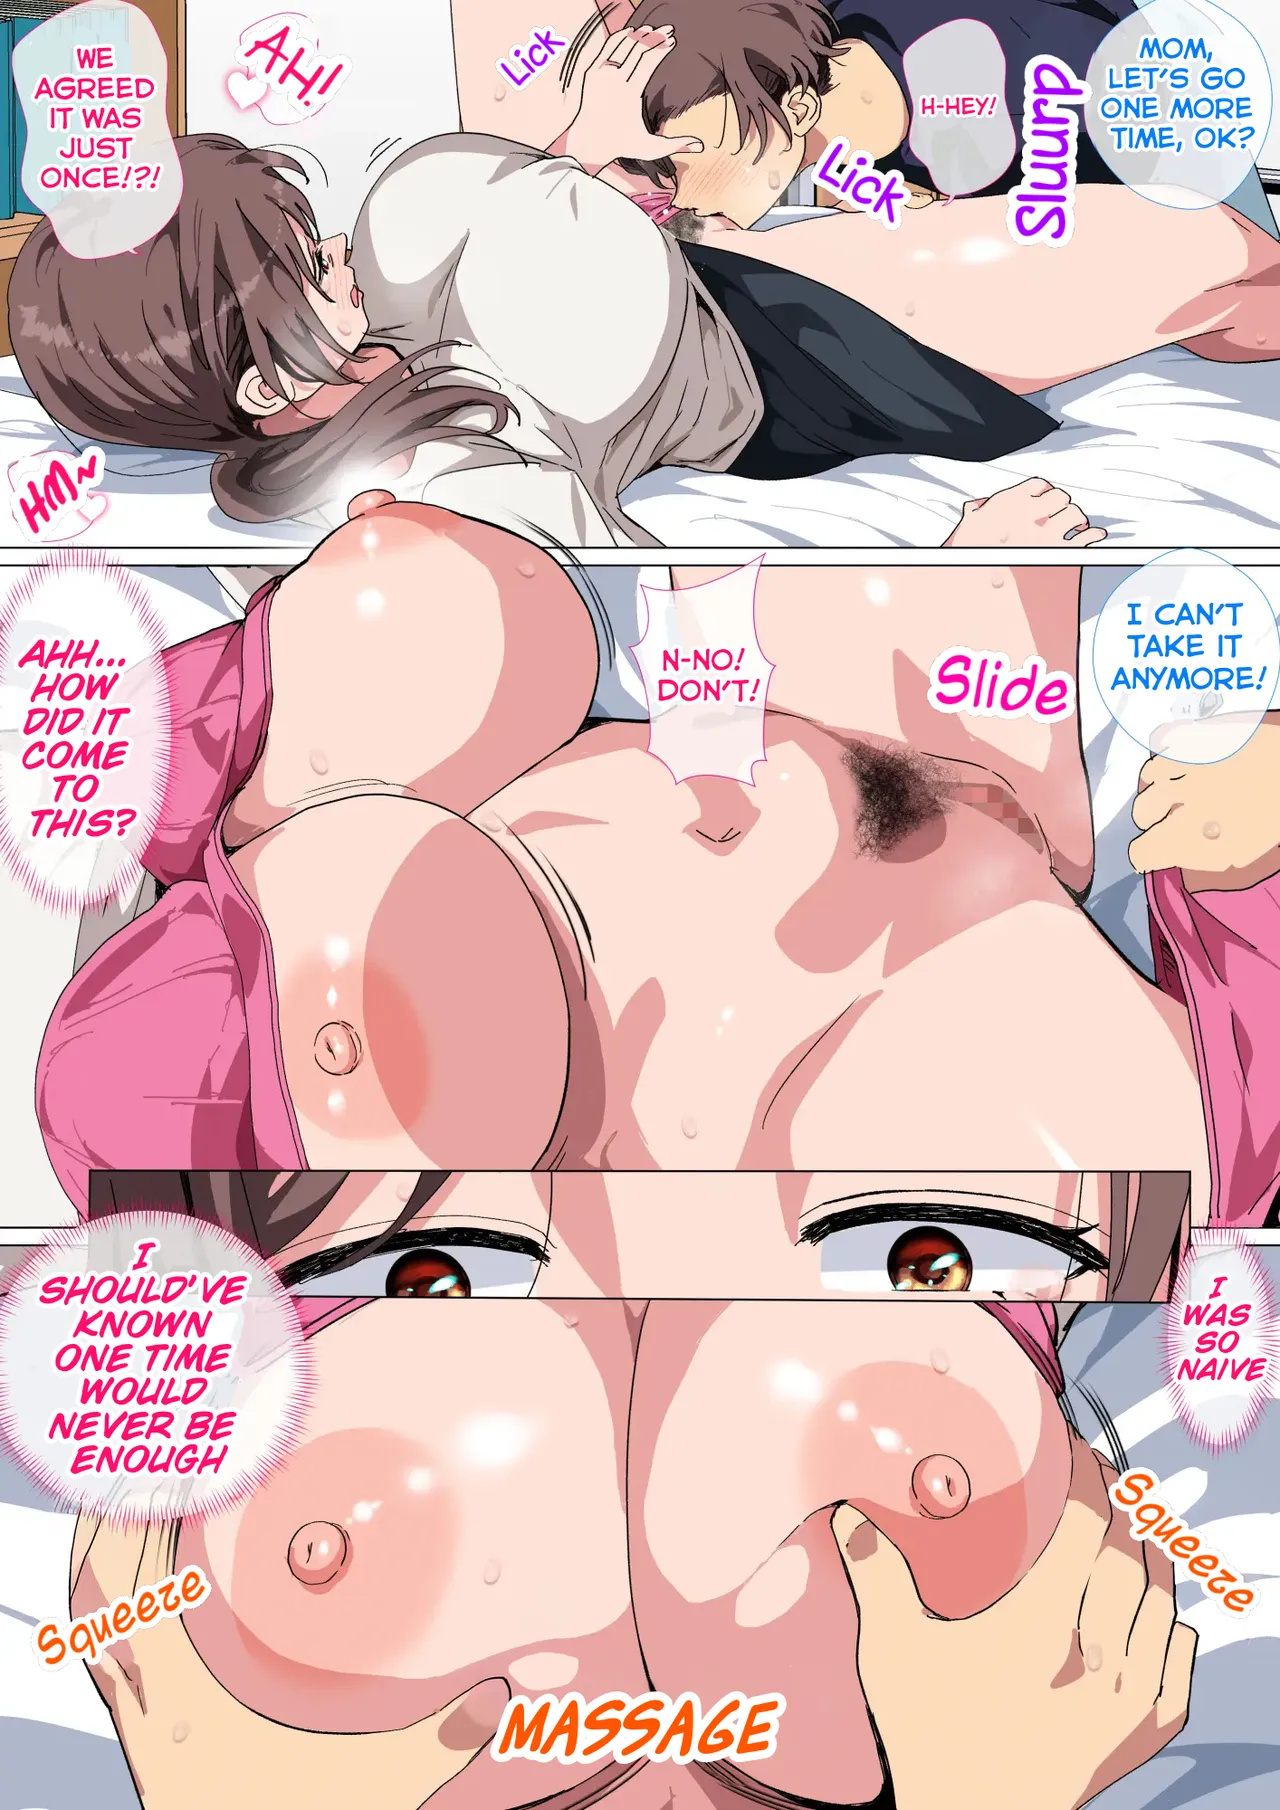 WE
AGREED
IT WAS
JUST
ONCE!?!
AH!
Lick
H-HEY!
Sluurp
MOM,
LET'S GO
ONE MORE
TIME, OK?
Lick
HM~
AHH...
HOW
DID IT
COME
TO
THIS?
N-NO!
DON'T!
Slide
I CAN'T
TAKE IT
ANYMORE!
I
SHOULD'VE
KNOWN
ONE TIME
WOULD
NEVER BE
ENOUGH
I
WAS
SO
NAIVE
Squeeze
Squeeze
MASSAGE